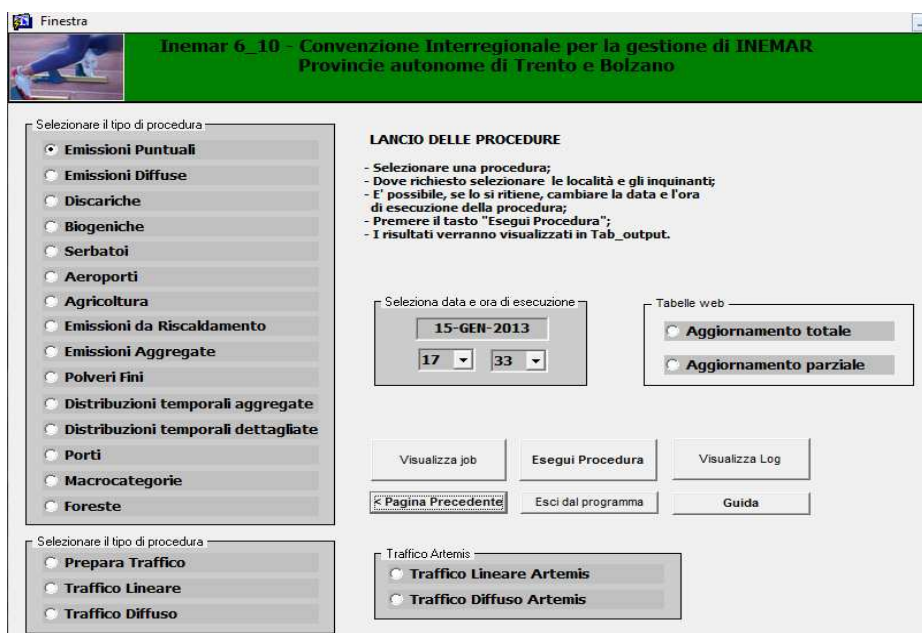 Finestra
Inemar 6_10 - Convenzione Interregionale per la gestione di INEMAR
Provincie autonome di Trento e Bolzano
Selezionare il tipo di procedura
Emissioni Puntuali
Emissioni Diffuse
Discariche
Biogeniche
Serbatoi
Aeroporti
Agricoltura
Emissioni da Riscaldamento
Emissioni Aggregate
Polveri Fini
Distribuzioni temporali aggregate
Distribuzioni temporali dettagliate
Porti
Macrocategorie
Foreste
Selezionare il tipo di procedura
Prepara Traffico
Traffico Lineare
Traffico Diffuso
LANCIO DELLE PROCEDURE
- Selezionare una procedura;
- Dove richiesto selezionare le località e gli inquinanti;
- E' possibile, se lo si ritiene, cambiare la data e l'ora
di esecuzione della procedura;
- Premere il tasto "Esegui Procedura";
- I risultati verranno visualizzati in Tab_output.
Seleziona data e ora di esecuzione
15-GEN-2013
17 33
Tabelle web
Aggiornamento totale
Aggiornamento parziale
Visualizza job Esegui Procedura Visualizza Log
< Pagina Precedente Esci dal programma Guida
Traffico Artemis
Traffico Lineare Artemis
Traffico Diffuso Artemis